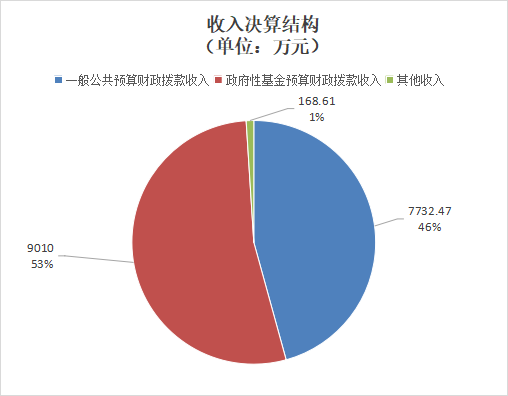 收入决算结构
（单位：万元）
一般公共预算财政拨款收入 政府性基金预算财政拨款收入 其他收入
168.61
1%
7732.47
46%
9010
53%